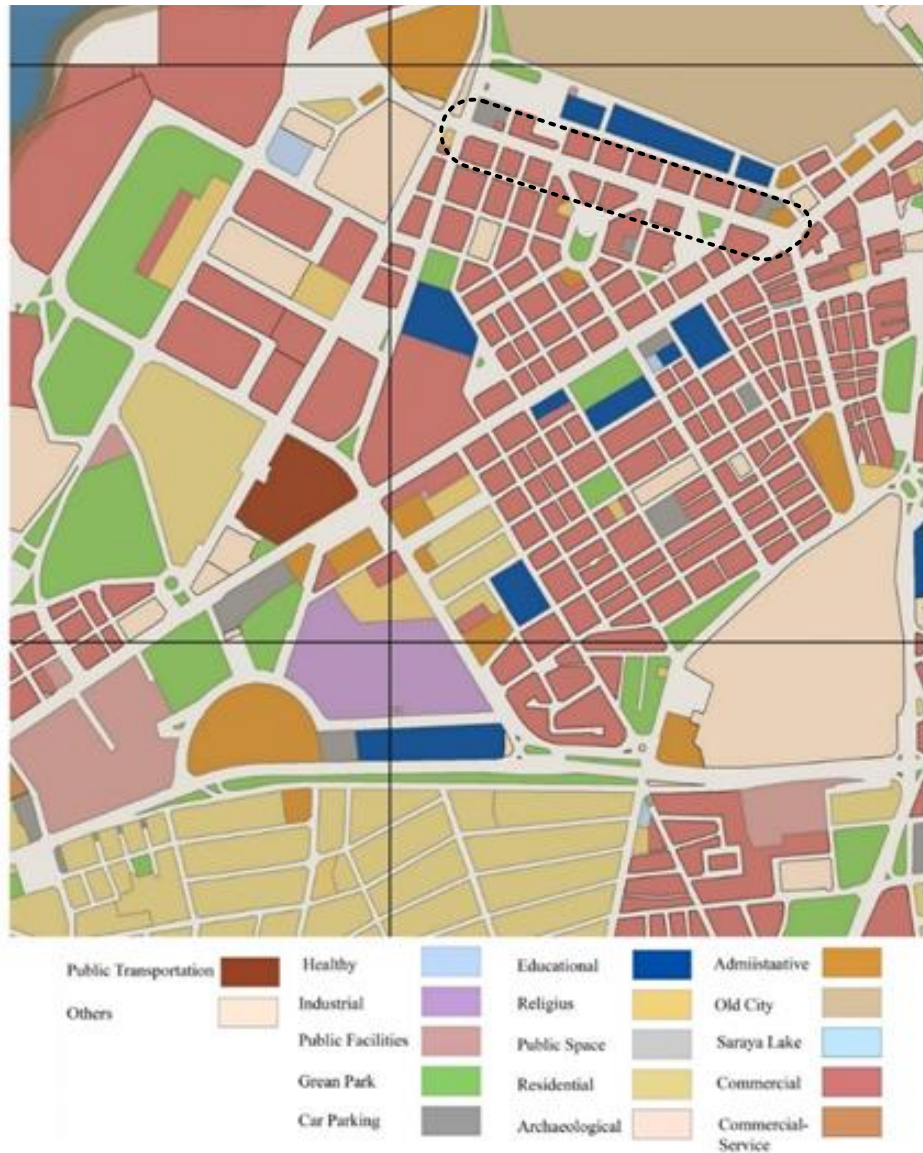 Public Transportation
Others
Healthy
Industrial
Public Facilities
Grean Park
Car Parking
Educational
Religius
Public Space
Residential
Archaeological
Admiistaative
Old City
Saraya Lake
Commercial
Commercial-
Service